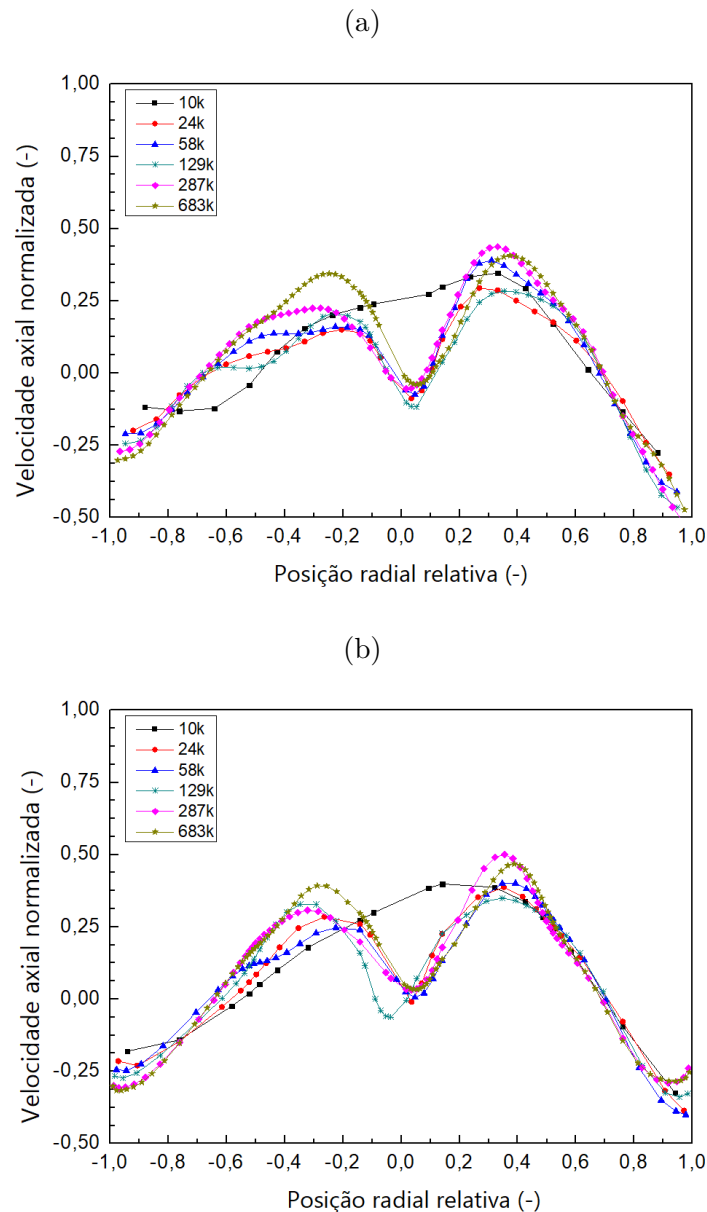 (a)
1,00
0,75
0,50
0,25
0,00
-0,25
-0,50
Velocidade axial normalizada (-)
10k
24k
58k
129k
287k
683k
-1,0 -0,8 -0,6 -0,4 -0,2 0,0 0,2 0,4 0,6 0,8 1,0
Posição radial relativa (-)
(b)
1,00
0,75
0,50
0,25
0,00
-0,25
-0,50
Velocidade axial normalizada (-)
10k
24k
58k
129k
287k
683k
-1,0 -0,8 -0,6 -0,4 -0,2 0,0 0,2 0,4 0,6 0,8 1,0
Posição radial relativa (-)